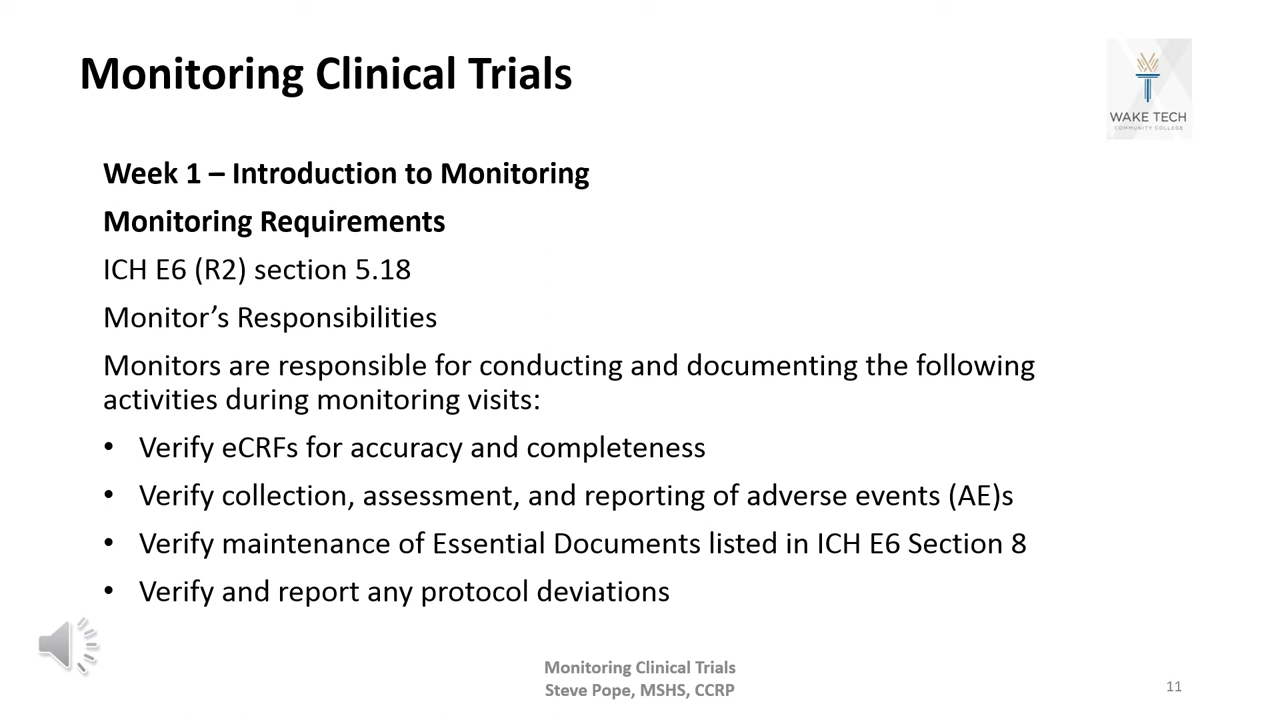 Monitoring Clinical Trials
WAKE TECH
COMMUNITY COLLEGE
Week 1 – Introduction to Monitoring
Monitoring Requirements
ICH E6 (R2) section 5.18
Monitor’s Responsibilities
Monitors are responsible for conducting and documenting the following
activities during monitoring visits:
• Verify eCRFs for accuracy and completeness
• Verify collection, assessment, and reporting of adverse events (AE)s
• Verify maintenance of Essential Documents listed in ICH E6 Section 8
• Verify and report any protocol deviations
Monitoring Clinical Trials
Steve Pope, MSHS, CCRP
11